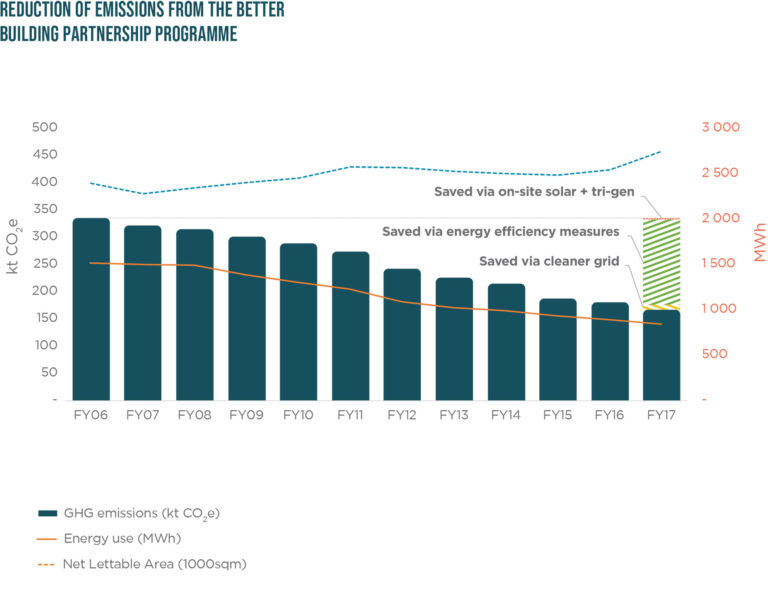 REDUCTION OF EMISSIONS FROM THE BETTER
BUILDING PARTNERSHIP PROGRAMME
500
450
400
350
300
250
200
150
100
50
-
kt CO₂e
3 000
2 500
2 000
1 500
1 000
500
-
MWh
Saved via on-site solar + tri-gen
Saved via energy efficiency measures
Saved via cleaner grid
FY06 FY07 FY08 FY09 FY10 FY11 FY12 FY13 FY14 FY15 FY16 FY17
GHG emissions (kt CO₂e)
Energy use (MWh)
Net Lettable Area (1000sqm)